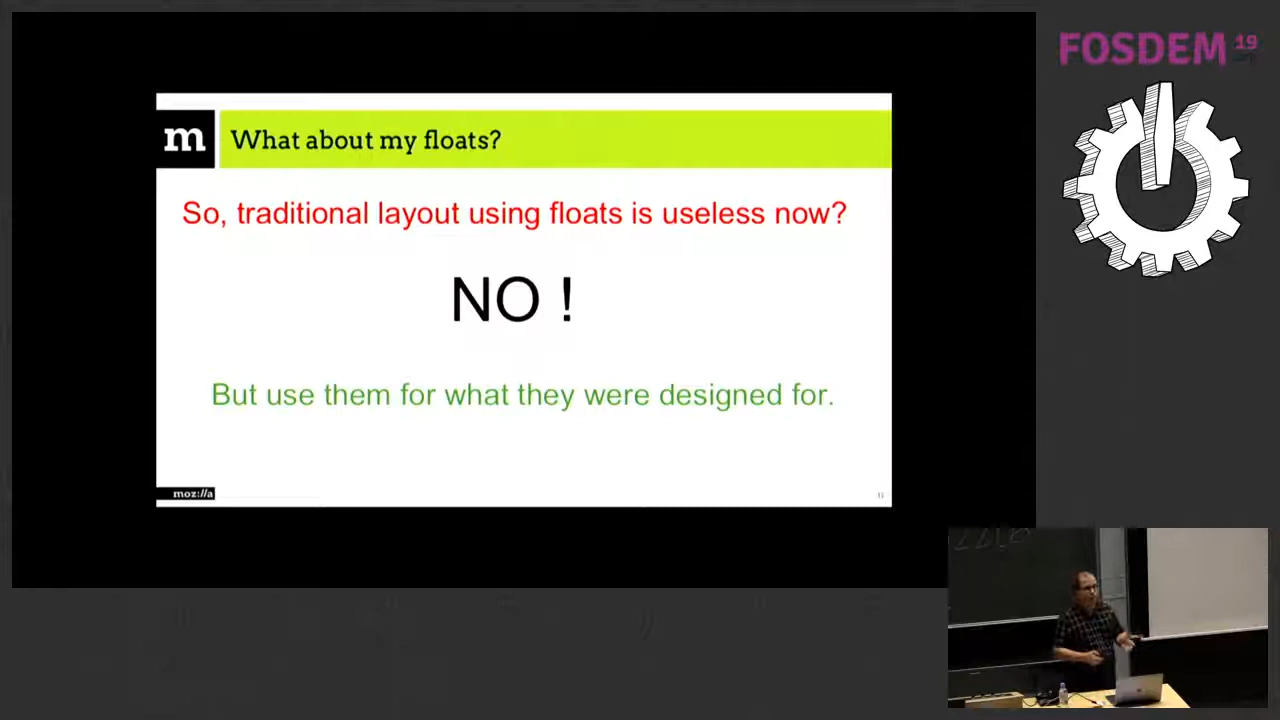 FOSDEM 19
m What about my floats?
So, traditional layout using floats is useless now?
NO !
But use them for what they were designed for.
moz://a
11